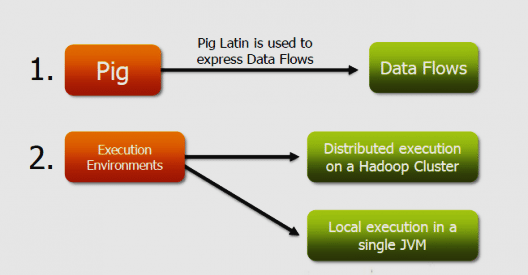 Pig Latin is used to
express Data Flows
1.
Pig
Data Flows
2.
Execution
Environments
Distributed execution
on a Hadoop Cluster
Local execution in a
single JVM